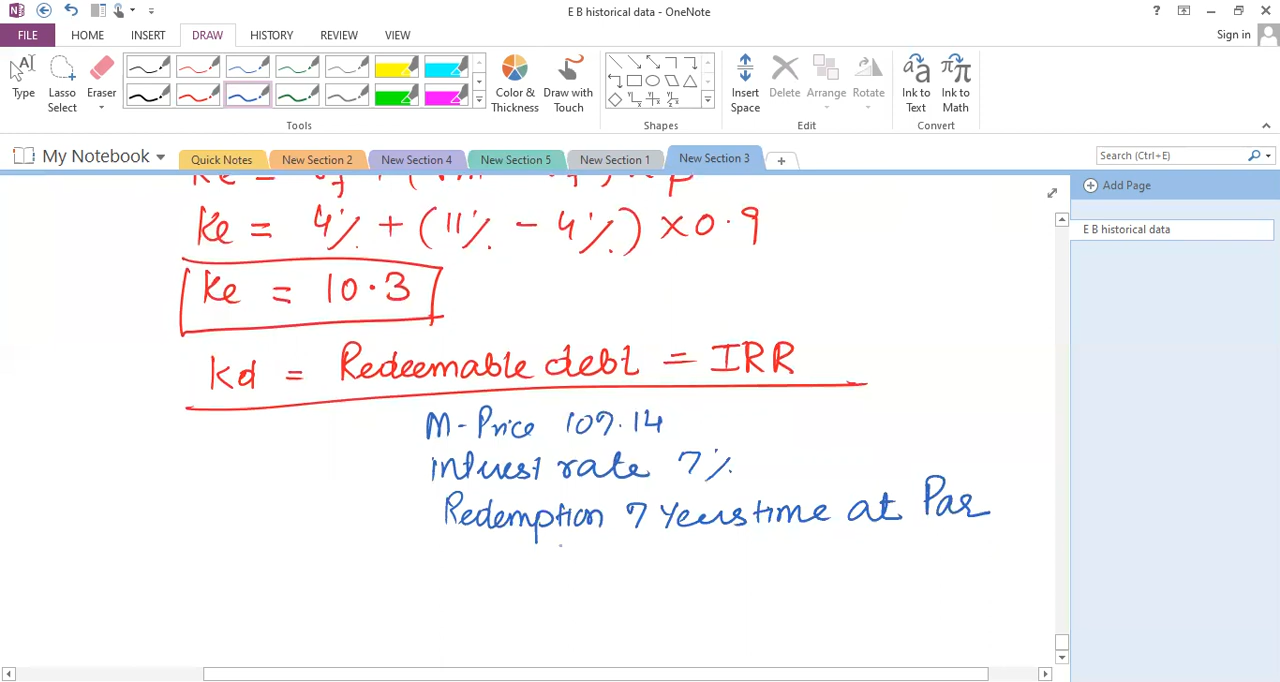 E B historical data - OneNote
?
Sign in
FILE HOME INSERT DRAW HISTORY REVIEW VIEW
Type Lasso Select Eraser
Color & Thickness Draw with Touch
Insert Space Delete Arrange Rotate
Ink to Text Ink to Math
Tools Shapes Edit Convert
My Notebook Quick Notes New Section 2 New Section 4 New Section 5 New Section 1 New Section 3
Search (Ctrl+E)
Add Page
E B historical data
Ke = 4% + (11% - 4%) × 0.9
Ke = 10.3
Kd = Redeemable debt = IRR
M-Price 107.14
Interest rate 7%
Redemption 7 Years time at Par